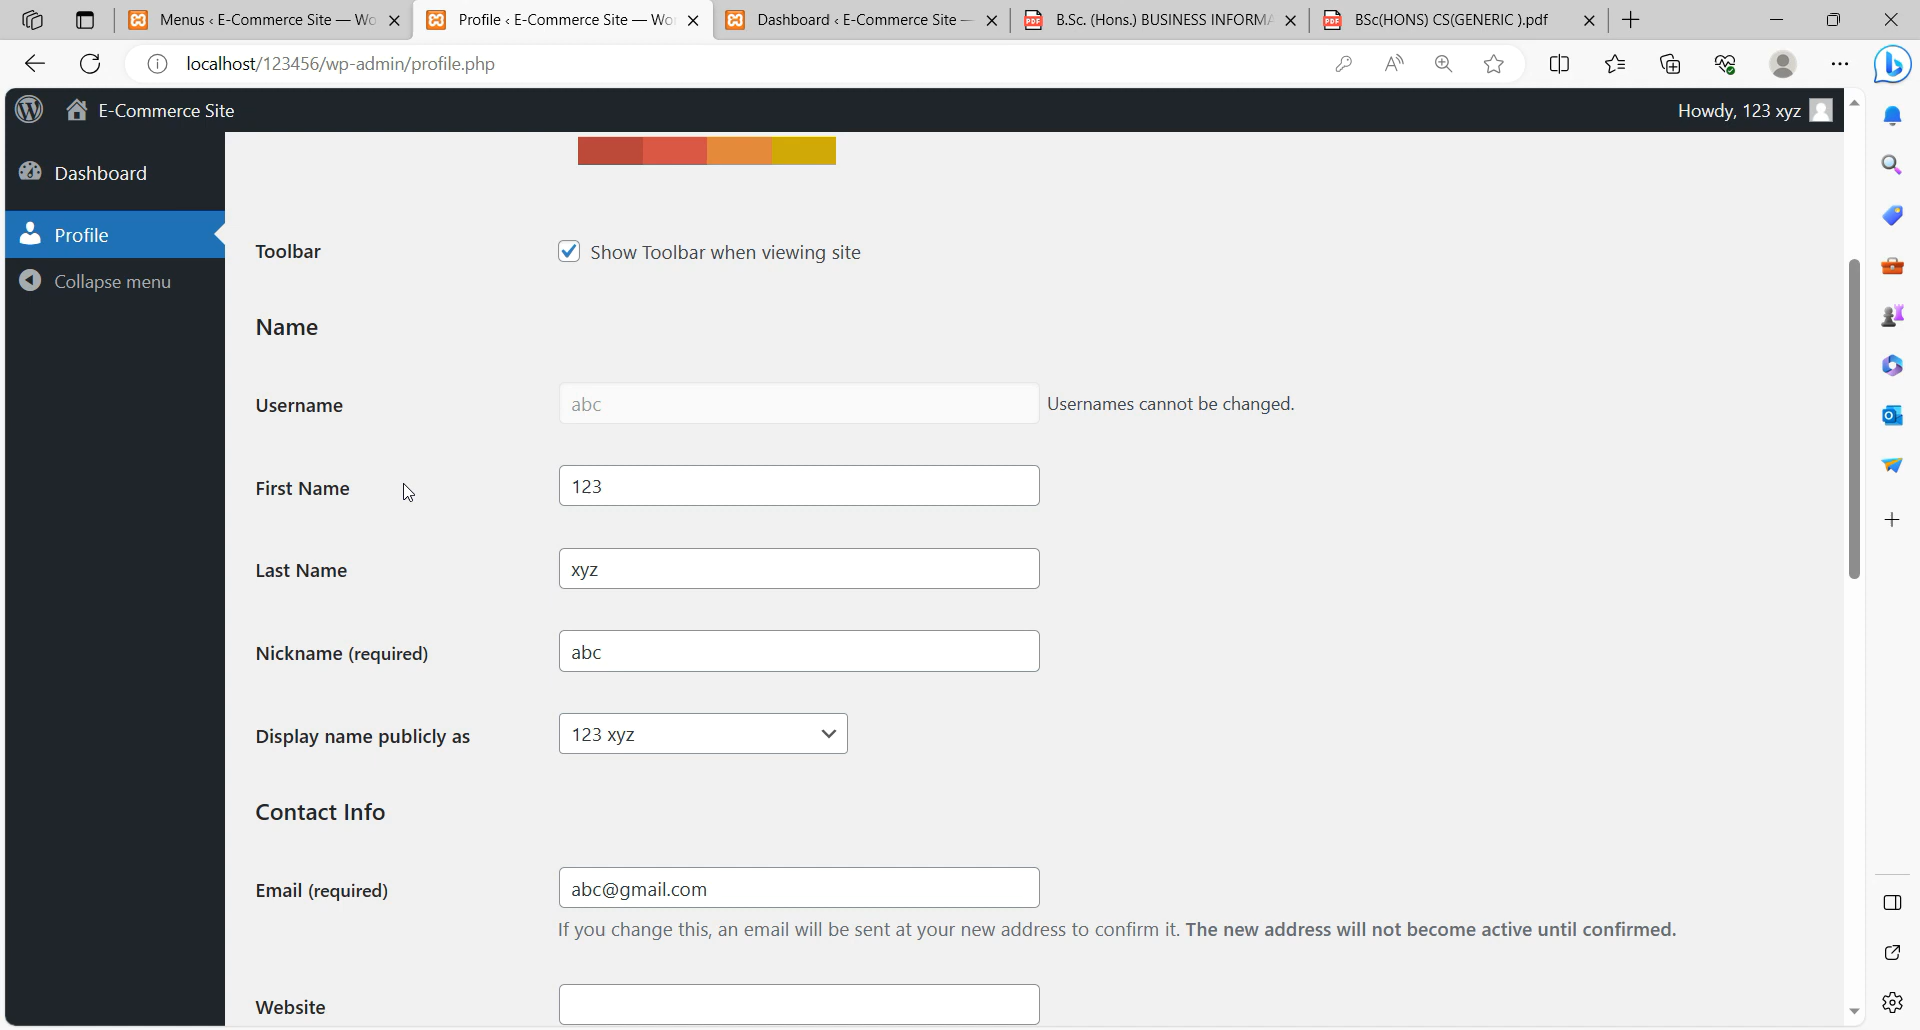 Menus ‹ E-Commerce Site — Wo
Profile ‹ E-Commerce Site — Wor
Dashboard ‹ E-Commerce Site —
B.Sc. (Hons.) BUSINESS INFORMA
BSc(HONS) CS(GENERIC ).pdf
localhost/123456/wp-admin/profile.php
E-Commerce Site
Howdy, 123 xyz
Dashboard
Profile
Collapse menu
Toolbar
Show Toolbar when viewing site
Name
Username
abc
Usernames cannot be changed.
First Name
123
Last Name
xyz
Nickname (required)
abc
Display name publicly as
123 xyz
Contact Info
Email (required)
abc@gmail.com
If you change this, an email will be sent at your new address to confirm it. The new address will not become active until confirmed.
Website